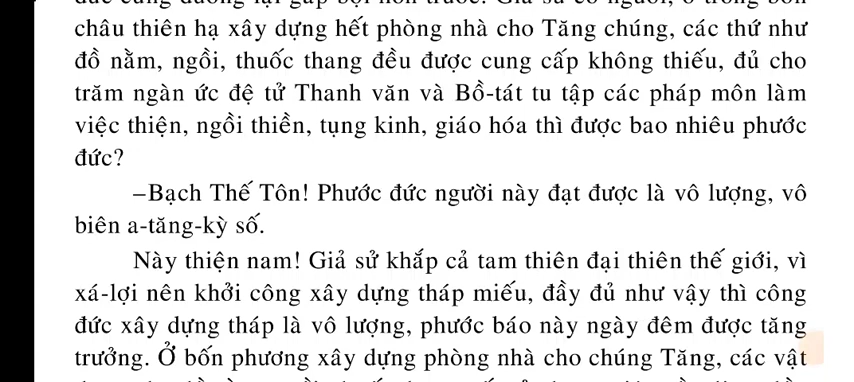 châu thiên hạ xây dựng hết phòng nhà cho Tăng chúng, các thứ như
đồ nằm, ngồi, thuốc thang đều được cung cấp không thiếu, đủ cho
trăm ngàn ức đệ tử Thanh văn và Bồ-tát tu tập các pháp môn làm
việc thiện, ngồi thiền, tụng kinh, giáo hóa thì được bao nhiêu phước
đức?
–Bạch Thế Tôn! Phước đức người này đạt được là vô lượng, vô
biên a-tăng-kỳ số.
Này thiện nam! Giả sử khắp cả tam thiên đại thiên thế giới, vì
xá-lợi nên khởi công xây dựng tháp miếu, đầy đủ như vậy thì công
đức xây dựng tháp là vô lượng, phước báo này ngày đêm được tăng
trưởng. Ở bốn phương xây dựng phòng nhà cho chúng Tăng, các vật